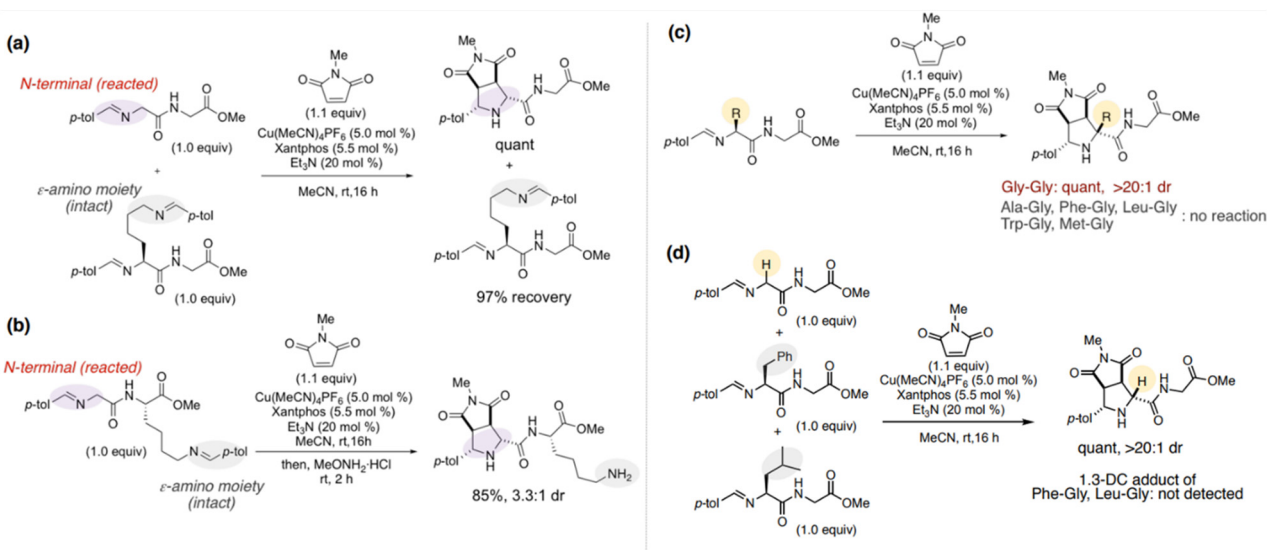 (a)
N-terminal (reacted)
p-tol
N
H
N
O
O
OMe
(1.0 equiv)
+
ε-amino moiety
(intact)
N
p-tol
p-tol
N
H
N
O
O
OMe
(1.0 equiv)
Me
N
O
O
(1.1 equiv)
Cu(MeCN)4PF6 (5.0 mol %)
Xantphos (5.5 mol %)
Et3N (20 mol %)
MeCN, rt,16 h
Me
N
O
O
H
N
O
O
OMe
p-tol
N
H
quant
+
N
p-tol
p-tol
N
H
N
O
O
OMe
97% recovery
(b)
N-terminal (reacted)
p-tol
N
H
N
O
O
OMe
(1.0 equiv)
N
p-tol
ε-amino moiety
(intact)
Me
N
O
O
(1.1 equiv)
Cu(MeCN)4PF6 (5.0 mol %)
Xantphos (5.5 mol %)
Et3N (20 mol %)
MeCN, rt,16h
then, MeONH2·HCl
rt, 2 h
Me
N
O
O
H
N
O
O
OMe
p-tol
NH
NH2
85%, 3.3:1 dr
(c)
p-tol
N
R
H
N
O
O
OMe
Me
N
O
O
(1.1 equiv)
Cu(MeCN)4PF6 (5.0 mol %)
Xantphos (5.5 mol %)
Et3N (20 mol %)
MeCN, rt,16 h
Me
N
O
O
R
H
N
O
O
OMe
p-tol
N
H
Gly-Gly: quant, >20:1 dr
Ala-Gly, Phe-Gly, Leu-Gly
Trp-Gly, Met-Gly
: no reaction
(d)
p-tol
N
H
H
N
O
O
OMe
(1.0 equiv)
+
Ph
p-tol
N
H
N
O
O
OMe
(1.0 equiv)
+
p-tol
N
H
N
O
O
OMe
(1.0 equiv)
Me
N
O
O
(1.1 equiv)
Cu(MeCN)4PF6 (5.0 mol %)
Xantphos (5.5 mol %)
Et3N (20 mol %)
MeCN, rt,16 h
Me
N
O
O
H
H
N
O
O
OMe
p-tol
N
H
quant, >20:1 dr
1.3-DC adduct of
Phe-Gly, Leu-Gly: not detected